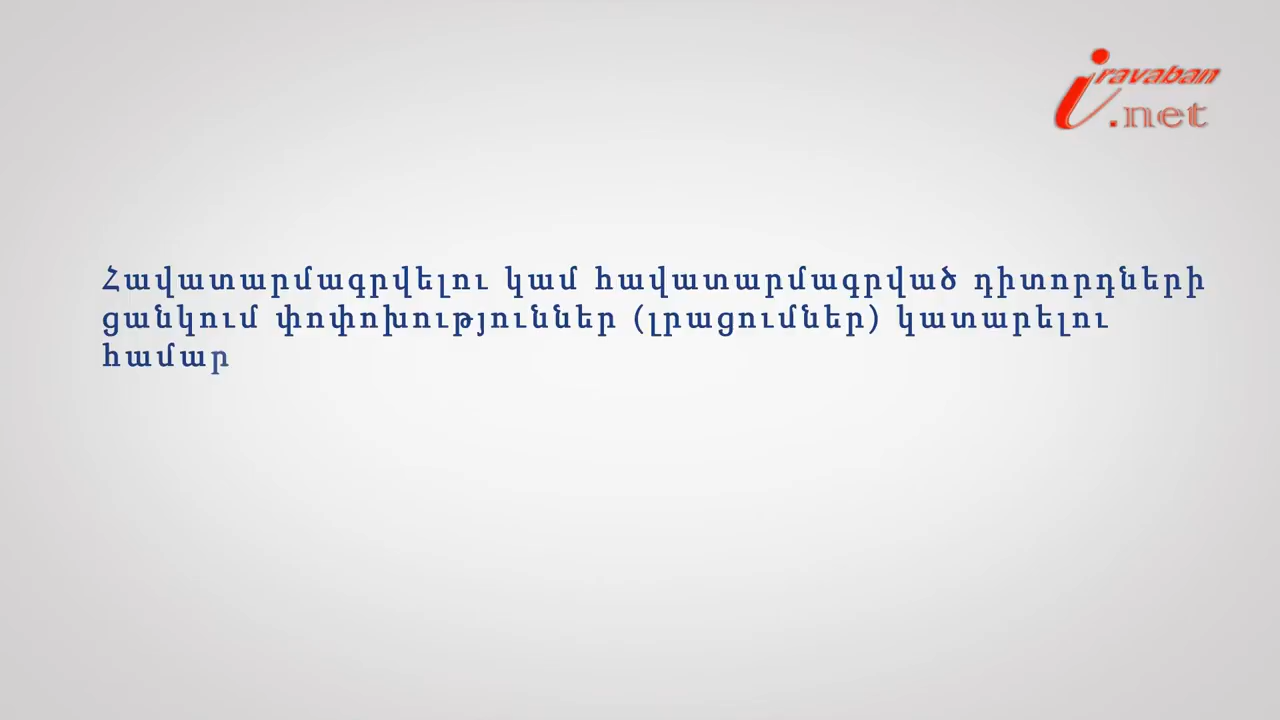 iravaban
.net
Հավատարմագրվելու կամ հավատարմագրված դիտորդների
ցանկում փոփոխություններ (լրացումներ) կատարելու
համար